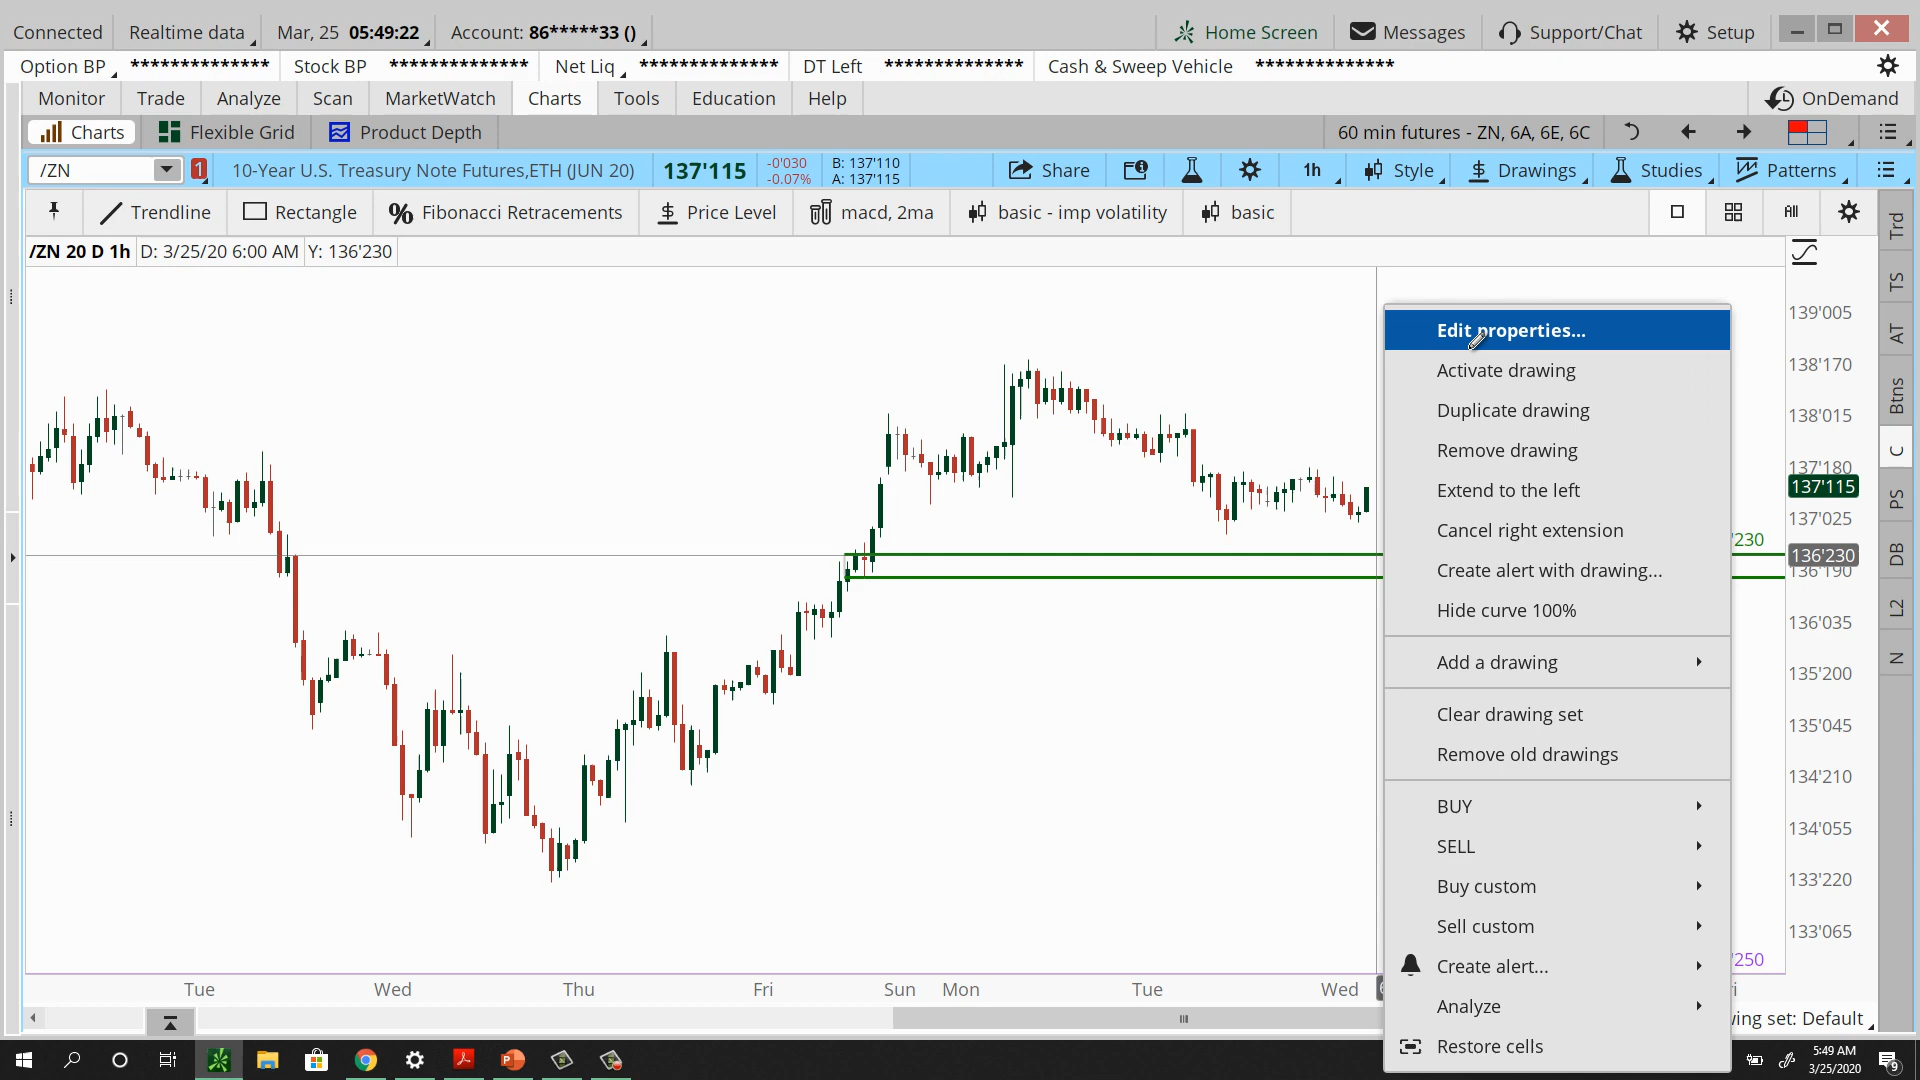 Connected Realtime data Mar, 25 05:49:22 Account: 86*****33 () Home Screen Messages Support/Chat Setup
Option BP ************** Stock BP ************** Net Liq ************** DT Left ************** Cash & Sweep Vehicle **************
Monitor Trade Analyze Scan MarketWatch Charts Tools Education Help OnDemand
Charts Flexible Grid Product Depth 60 min futures - ZN, 6A, 6E, 6C
/ZN 1 10-Year U.S. Treasury Note Futures,ETH (JUN 20) 137'115 -0'030 B: 137'110 Share 1h Style Drawings Studies Patterns
-0.07% A: 137'115
Trendline Rectangle Fibonacci Retracements Price Level macd, 2ma basic - imp volatility basic All
/ZN 20 D 1h D: 3/25/20 6:00 AM Y: 136'230
Trd
TS
AT
Btns
C
PS
DB
L2
N
139'005
138'170
138'015
137'180
137'115
137'025
'230 136'230
136'190
136'035
135'200
135'045
134'210
134'055
133'220
133'065
'250
Edit properties...
Activate drawing
Duplicate drawing
Remove drawing
Extend to the left
Cancel right extension
Create alert with drawing...
Hide curve 100%
Add a drawing
Clear drawing set
Remove old drawings
BUY
SELL
Buy custom
Sell custom
Create alert...
Analyze
Restore cells
Tue Wed Thu Fri Sun Mon Tue Wed
ing set: Default
5:49 AM
3/25/2020
9